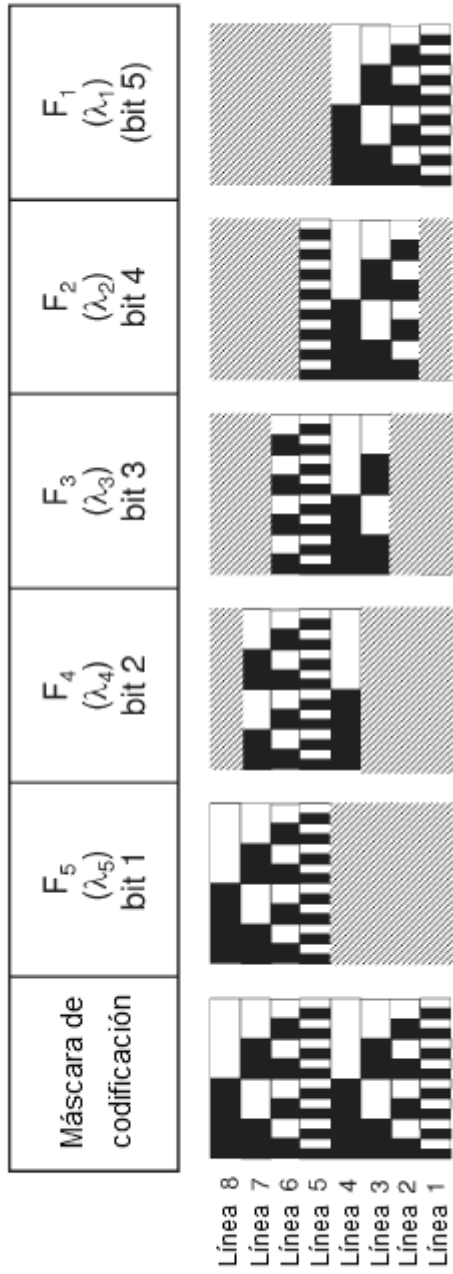 Máscara de
codificación
F5
(λ5)
bit 1
F4
(λ4)
bit 2
F3
(λ3)
bit 3
F2
(λ2)
bit 4
F1
(λ1)
(bit 5)
Línea 8
Línea 7
Línea 6
Línea 5
Línea 4
Línea 3
Línea 2
Línea 1